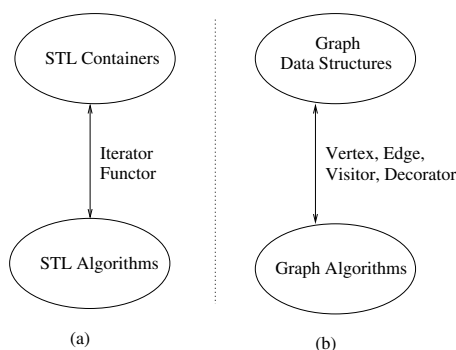 STL Containers
Iterator
Functor
STL Algorithms
(a)
Graph
Data Structures
Vertex, Edge,
Visitor, Decorator
Graph Algorithms
(b)